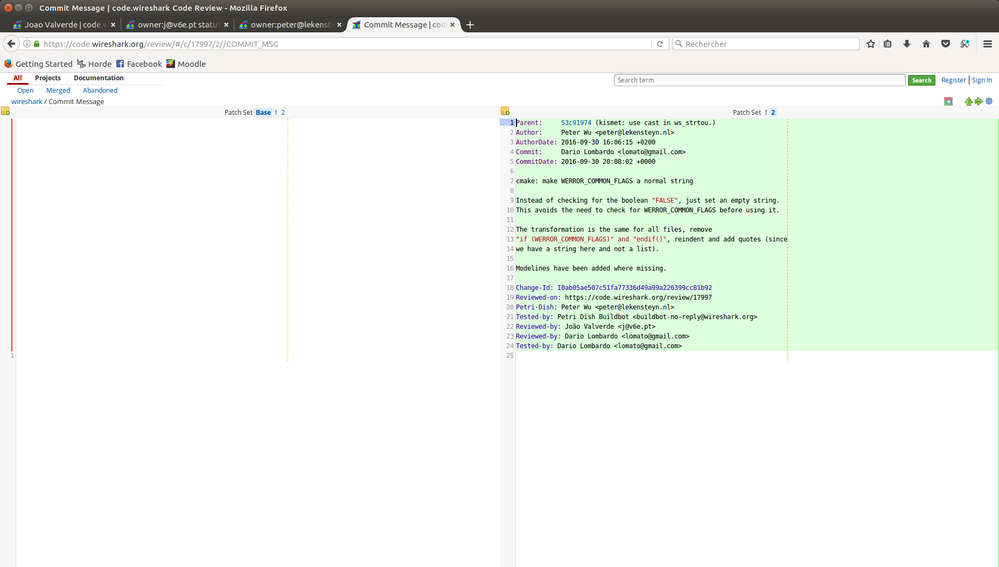 Commit Message | code.wireshark Code Review - Mozilla Firefox
Joao Valverde | code.w
owner:j@v6e.pt status
owner:peter@lekenste
Commit Message | cod
https://code.wireshark.org/review/#/c/17997/2//COMMIT_MSG
Rechercher
Getting Started Horde Facebook Moodle
All Projects Documentation
Search term Search Register Sign In
Open Merged Abandoned
wireshark / Commit Message
Patch Set Base 1 2
Patch Set 1 2
1
1 Parent: 53c91974 (kismet: use cast in ws_strtou.)
2 Author: Peter Wu <peter@lekensteyn.nl>
3 AuthorDate: 2016-09-30 16:06:15 +0200
4 Commit: Dario Lombardo <lomato@gmail.com>
5 CommitDate: 2016-09-30 20:08:02 +0000
6
7 cmake: make WERROR_COMMON_FLAGS a normal string
8
9 Instead of checking for the boolean "FALSE", just set an empty string.
10 This avoids the need to check for WERROR_COMMON_FLAGS before using it.
11
12 The transformation is the same for all files, remove
13 "if (WERROR_COMMON_FLAGS)" and "endif()", reindent and add quotes (since
14 we have a string here and not a list).
15
16 Modelines have been added where missing.
17
18 Change-Id: I0ab05ae507c51fa77336d49a99a226399cc81b92
19 Reviewed-on: https://code.wireshark.org/review/17997
20 Petri-Dish: Peter Wu <peter@lekensteyn.nl>
21 Tested-by: Petri Dish Buildbot <buildbot-no-reply@wireshark.org>
22 Reviewed-by: João Valverde <j@v6e.pt>
23 Reviewed-by: Dario Lombardo <lomato@gmail.com>
24 Tested-by: Dario Lombardo <lomato@gmail.com>
25